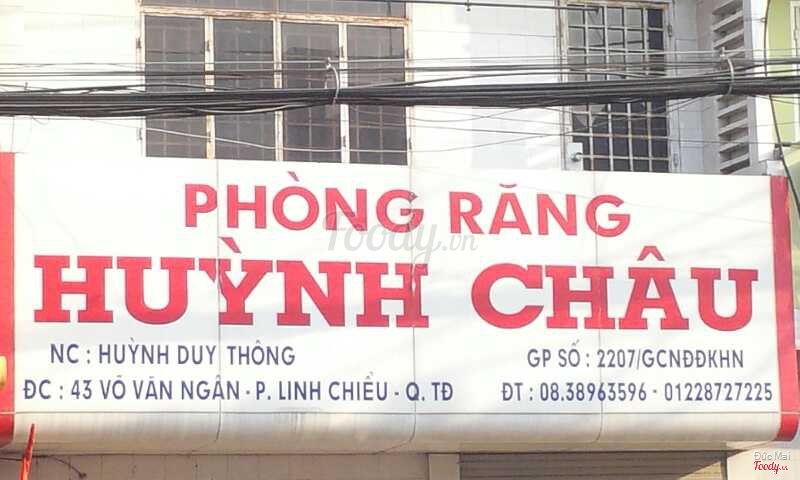 PHÒNG RĂNG
Foody.vn
HUỲNH CHÂU
NC : HUỲNH DUY THÔNG
GP SỐ : 2207/GCNĐĐKHN
ĐC : 43 VÕ VĂN NGÂN - P. LINH CHIỂU - Q. TĐ
ĐT : 08.38963596 - 01228727225
Đức Mai
Foody.vn